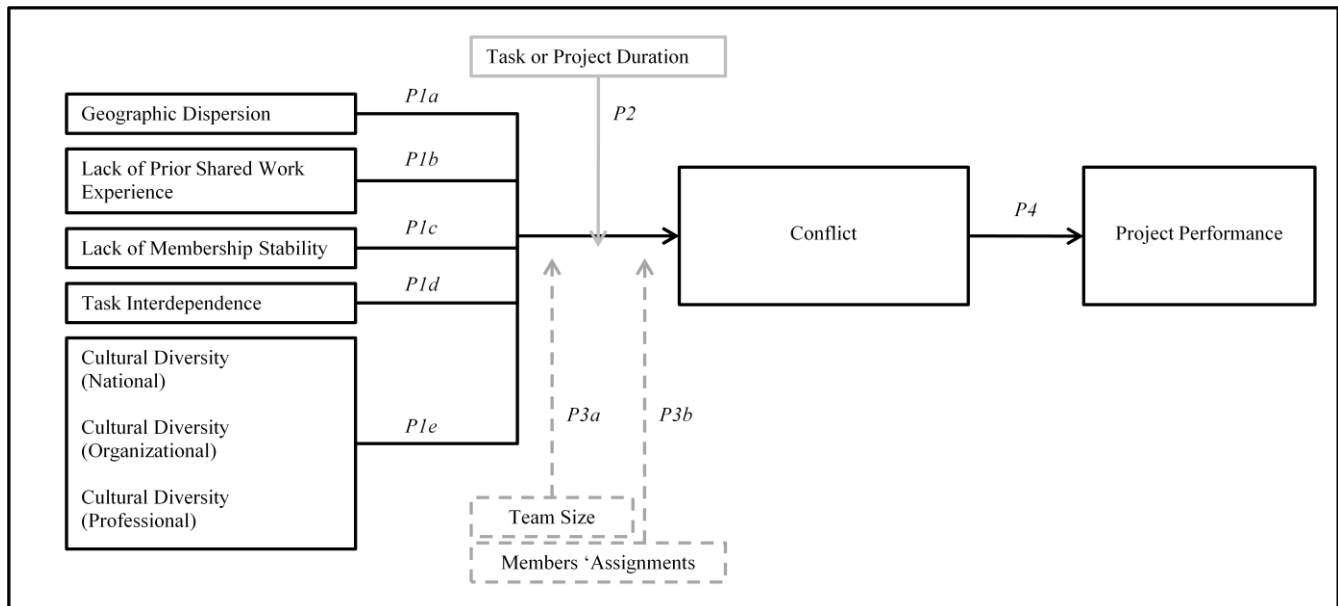 Task or Project Duration
P1a
P2
Geographic Dispersion
P1b
Lack of Prior Shared Work
Experience
P1c
P4
Conflict
Project Performance
Lack of Membership Stability
P1d
Task Interdependence
Cultural Diversity
(National)
P3a
P3b
P1e
Cultural Diversity
(Organizational)
Cultural Diversity
(Professional)
Team Size
Members ‘Assignments